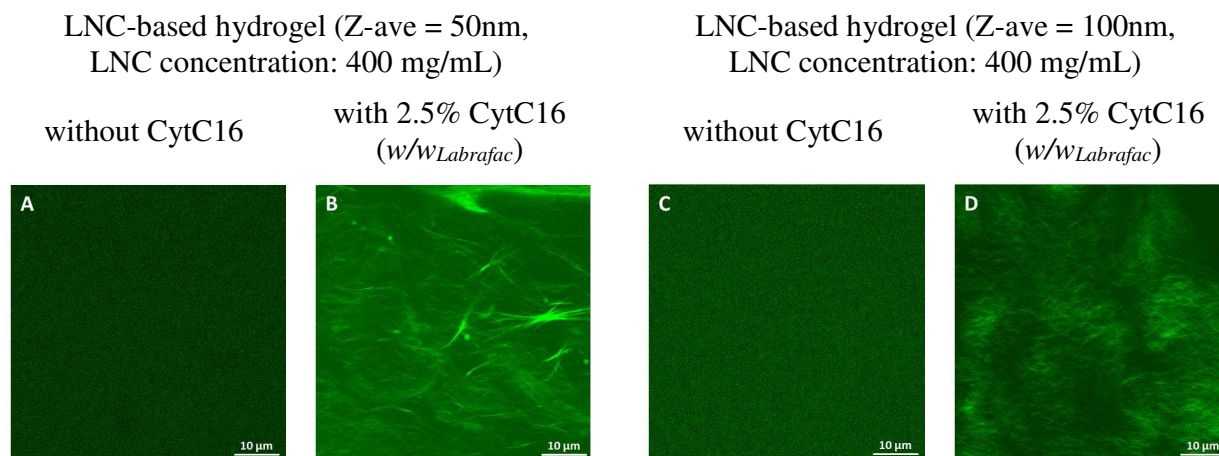 LNC-based hydrogel (Z-ave = 50nm,
LNC concentration: 400 mg/mL)
without CytC16
with 2.5% CytC16
(w/wLabrafac)
LNC-based hydrogel (Z-ave = 100nm,
LNC concentration: 400 mg/mL)
without CytC16
with 2.5% CytC16
(w/wLabrafac)
A
10 µm
B
10 µm
C
10 µm
D
10 µm